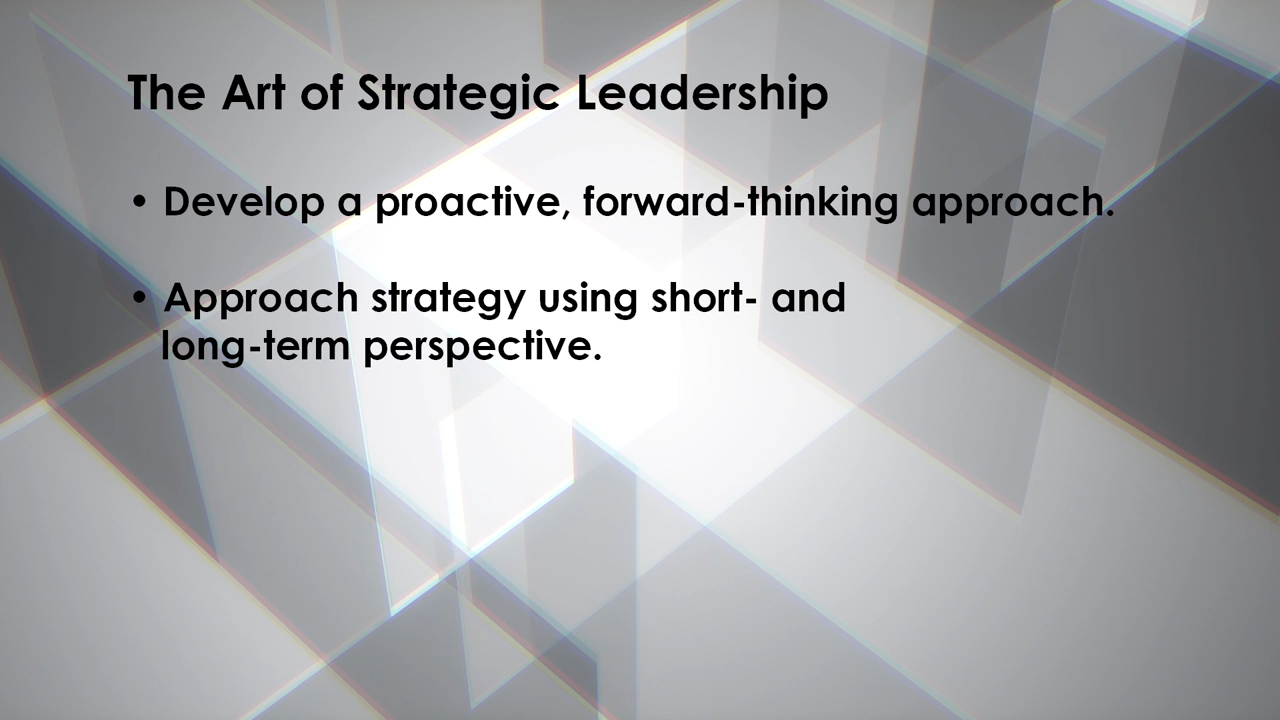 The Art of Strategic Leadership
• Develop a proactive, forward-thinking approach.
• Approach strategy using short- and
long-term perspective.